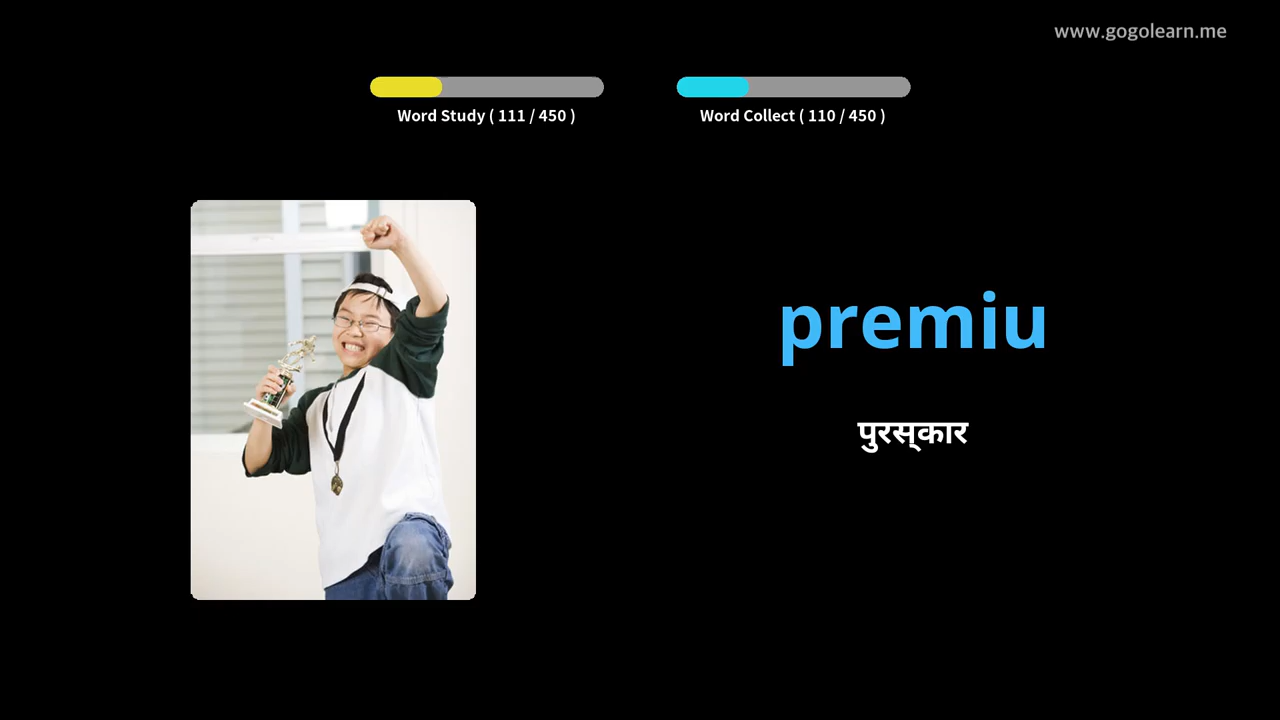 www.gogolearn.me
Word Study ( 111 / 450 )
Word Collect ( 110 / 450 )
premiu
पुरस्कार